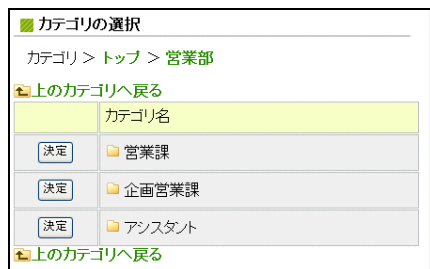 カテゴリの選択
カテゴリ > トップ > 営業部
上のカテゴリへ戻る
カテゴリ名
決定 営業課
決定 企画営業課
決定 アシスタント
上のカテゴリへ戻る